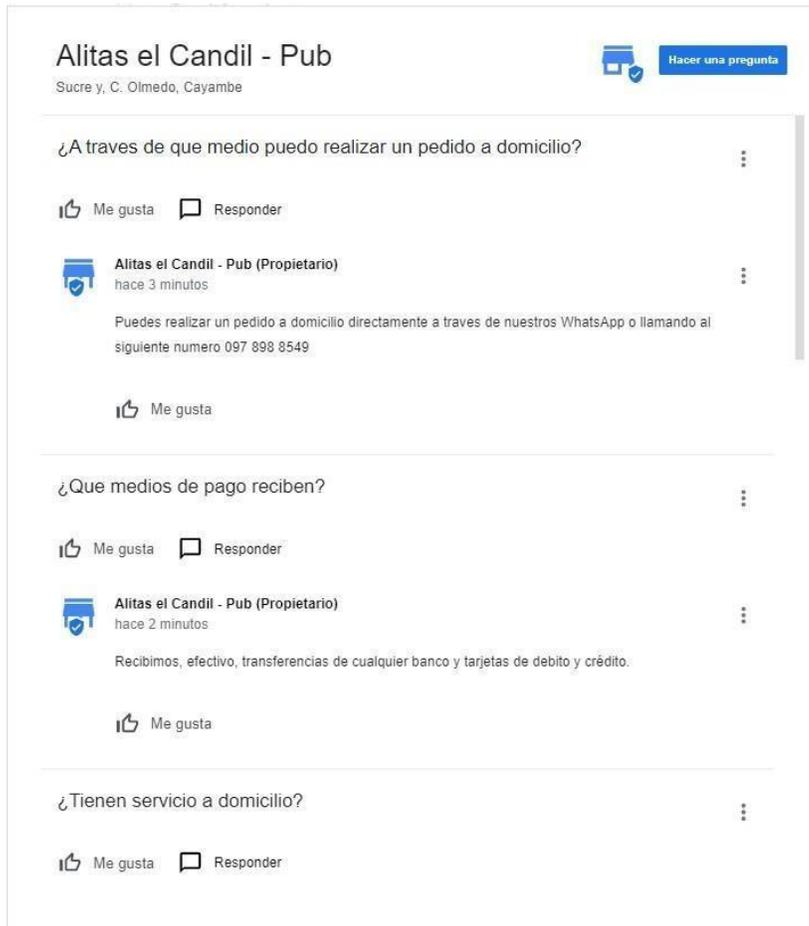 Alitas el Candil - Pub
Hacer una pregunta
Sucre y, C. Olmedo, Cayambe
¿A traves de que medio puedo realizar un pedido a domicilio?
Me gusta Responder
Alitas el Candil - Pub (Propietario)
hace 3 minutos
Puedes realizar un pedido a domicilio directamente a traves de nuestros WhatsApp o llamando al
siguiente numero 097 898 8549
Me gusta
¿Que medios de pago reciben?
Me gusta Responder
Alitas el Candil - Pub (Propietario)
hace 2 minutos
Recibimos, efectivo, transferencias de cualquier banco y tarjetas de debito y crédito.
Me gusta
¿Tienen servicio a domicilio?
Me gusta Responder